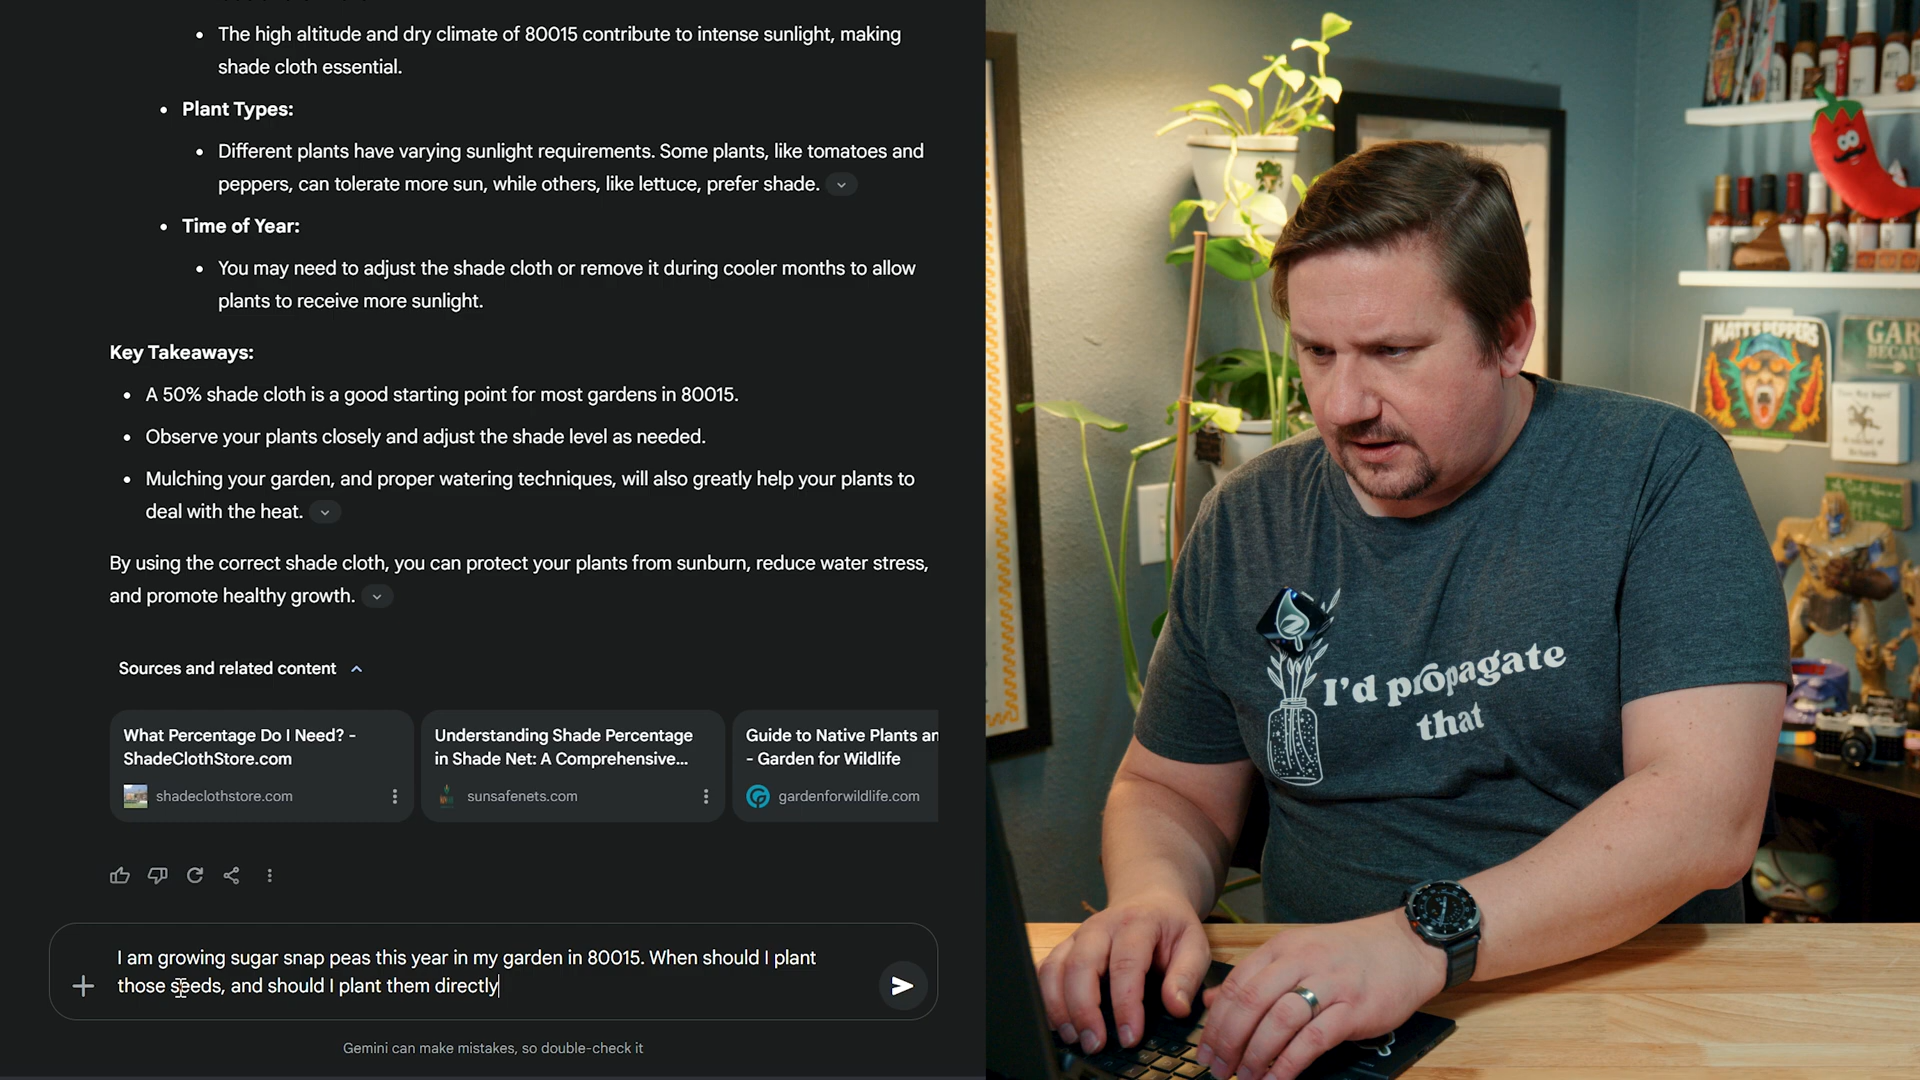 The high altitude and dry climate of 80015 contribute to intense sunlight, making
shade cloth essential.
Plant Types:
Different plants have varying sunlight requirements. Some plants, like tomatoes and
peppers, can tolerate more sun, while others, like lettuce, prefer shade.
Time of Year:
You may need to adjust the shade cloth or remove it during cooler months to allow
plants to receive more sunlight.
Key Takeaways:
A 50% shade cloth is a good starting point for most gardens in 80015.
Observe your plants closely and adjust the shade level as needed.
Mulching your garden, and proper watering techniques, will also greatly help your plants to
deal with the heat.
By using the correct shade cloth, you can protect your plants from sunburn, reduce water stress,
and promote healthy growth.
Sources and related content
What Percentage Do I Need? -
ShadeClothStore.com
shadeclothstore.com
Understanding Shade Percentage
in Shade Net: A Comprehensive...
sunsafenets.com
Guide to Native Plants an
- Garden for Wildlife
gardenforwildlife.com
I am growing sugar snap peas this year in my garden in 80015. When should I plant
those seeds, and should I plant them directly
Gemini can make mistakes, so double-check it
MATT'S PEPPERS
GAR
BECAU
I'd propagate
that